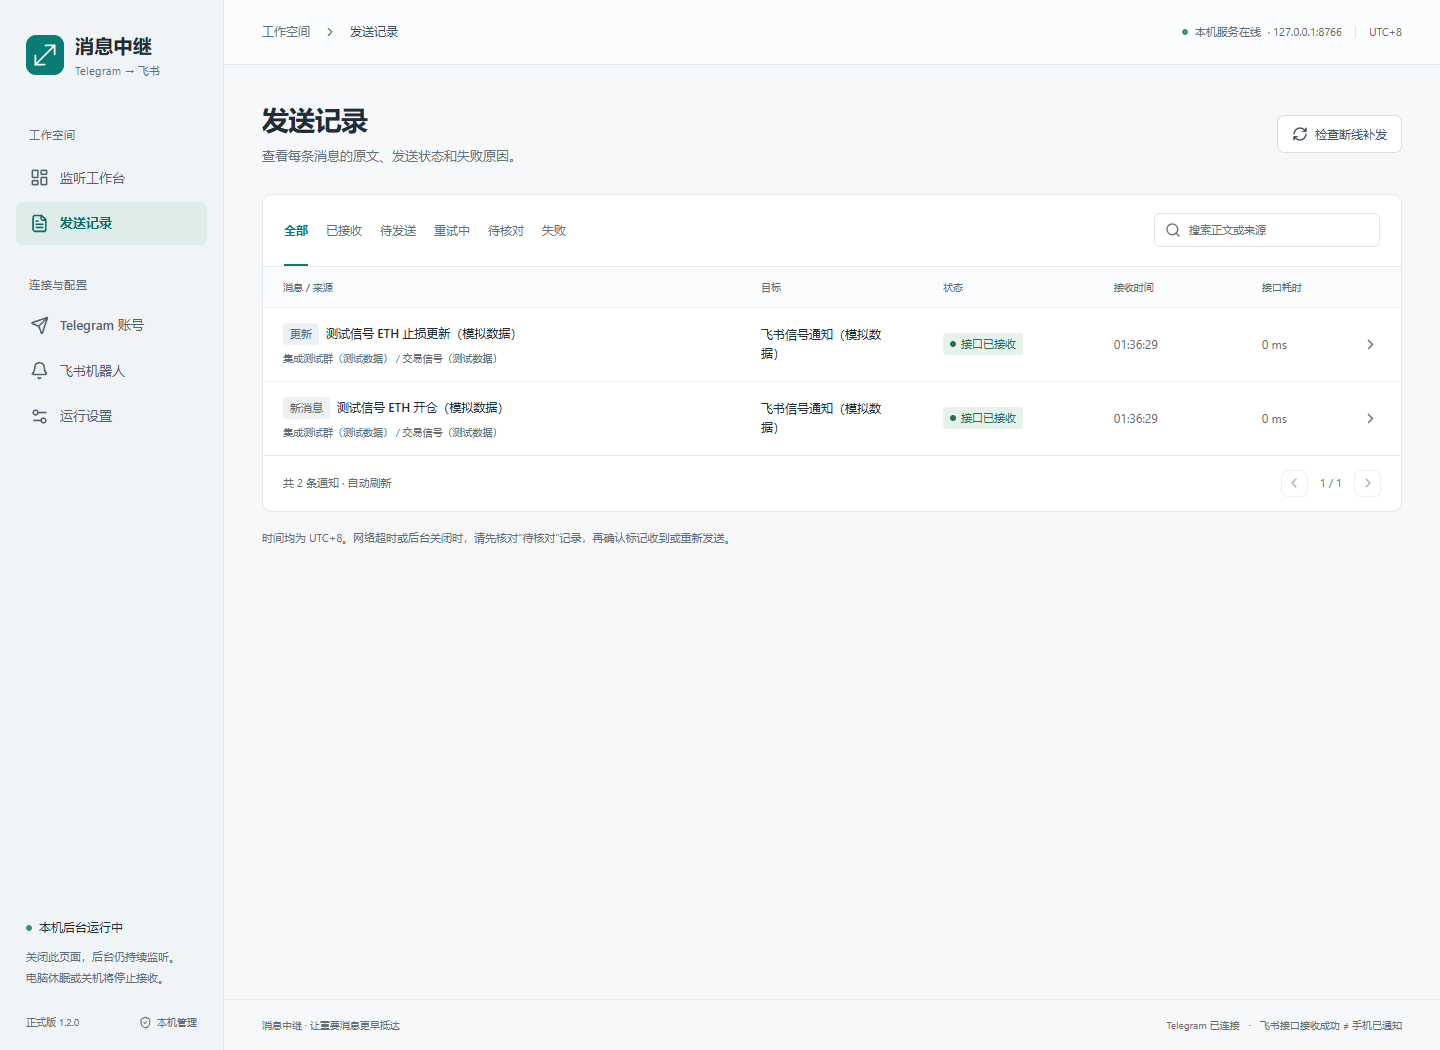 消息中继
Telegram → 飞书
工作空间
监听工作台
发送记录
连接与配置
Telegram 账号
飞书机器人
运行设置
本机后台运行中
关闭此页面，后台仍持续监听。
电脑休眠或关机将停止接收。
正式版 1.2.0 本机管理
工作空间 > 发送记录
本机服务在线 · 127.0.0.1:8766 UTC+8
发送记录
查看每条消息的原文、发送状态和失败原因。
检查断线补发
全部 已接收 待发送 重试中 待核对 失败
搜索正文或来源
消息 / 来源 目标 状态 接收时间 接口耗时
更新 测试信号 ETH 止损更新（模拟数据）
集成测试群（测试数据） / 交易信号（测试数据）
飞书信号通知（模拟数
据）
接口已接收 01:36:29 0 ms
新消息 测试信号 ETH 开仓（模拟数据）
集成测试群（测试数据） / 交易信号（测试数据）
飞书信号通知（模拟数
据）
接口已接收 01:36:29 0 ms
共 2 条通知 · 自动刷新 1 / 1
时间均为 UTC+8。网络超时或后台关闭时，请先核对“待核对”记录，再确认标记收到或重新发送。
消息中继 · 让重要消息更早抵达
Telegram 已连接 · 飞书接口接收成功 ≠ 手机已通知